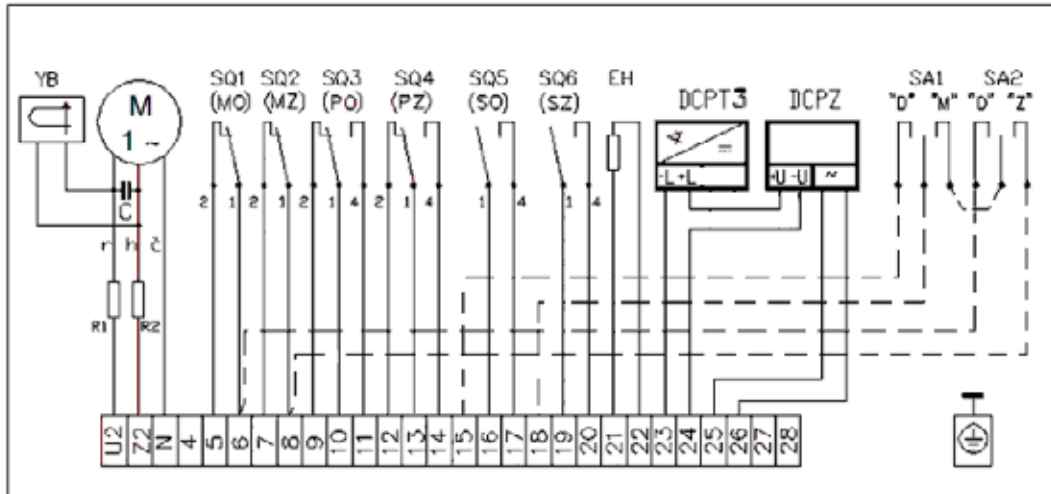 YB M 1 ~ SQ1 SQ2 SQ3 SQ4 SQ5 SQ6 EH DCPT3 DCPZ SA1 SA2
(MO) (MZ) (PO) (PZ) (SO) (SZ) "D" "M" "O" "Z"
-L +L +U -U ~
2 1 2 1 2 1 4 2 1 4 1 4 1 4
C
r h č
R1 R2
U2 Z2 N 4 5 6 7 8 9 10 11 12 13 14 15 16 17 18 19 20 21 22 23 24 25 26 27 28